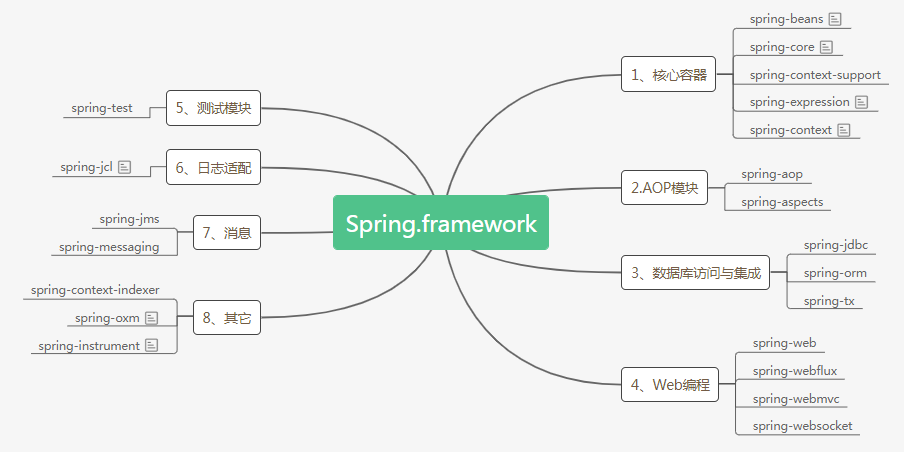 Spring.framework
1、核心容器
spring-beans
spring-core
spring-context-support
spring-expression
spring-context
2.AOP模块
spring-aop
spring-aspects
3、数据库访问与集成
spring-jdbc
spring-orm
spring-tx
4、Web编程
spring-web
spring-webflux
spring-webmvc
spring-websocket
5、测试模块
spring-test
6、日志适配
spring-jcl
7、消息
spring-jms
spring-messaging
8、其它
spring-context-indexer
spring-oxm
spring-instrument